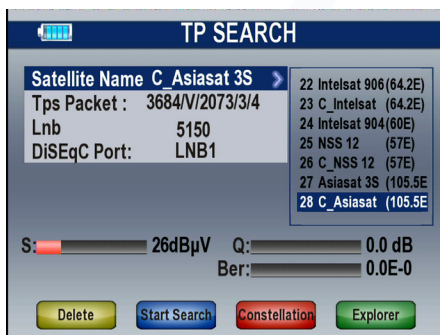 TP SEARCH
Satellite Name C_Asiasat 3S
Tps Packet : 3684/V/2073/3/4
Lnb 5150
DiSEqC Port: LNB1
22 Intelsat 906(64.2E)
23 C_Intelsat (64.2E)
24 Intelsat 904(60E)
25 NSS 12 (57E)
26 C_NSS 12 (57E)
27 Asiasat 3S (105.5E
28 C_Asiasat (105.5E
S: 26dBµV Q: 0.0 dB
Ber: 0.0E-0
Delete Start Search Constellation Explorer